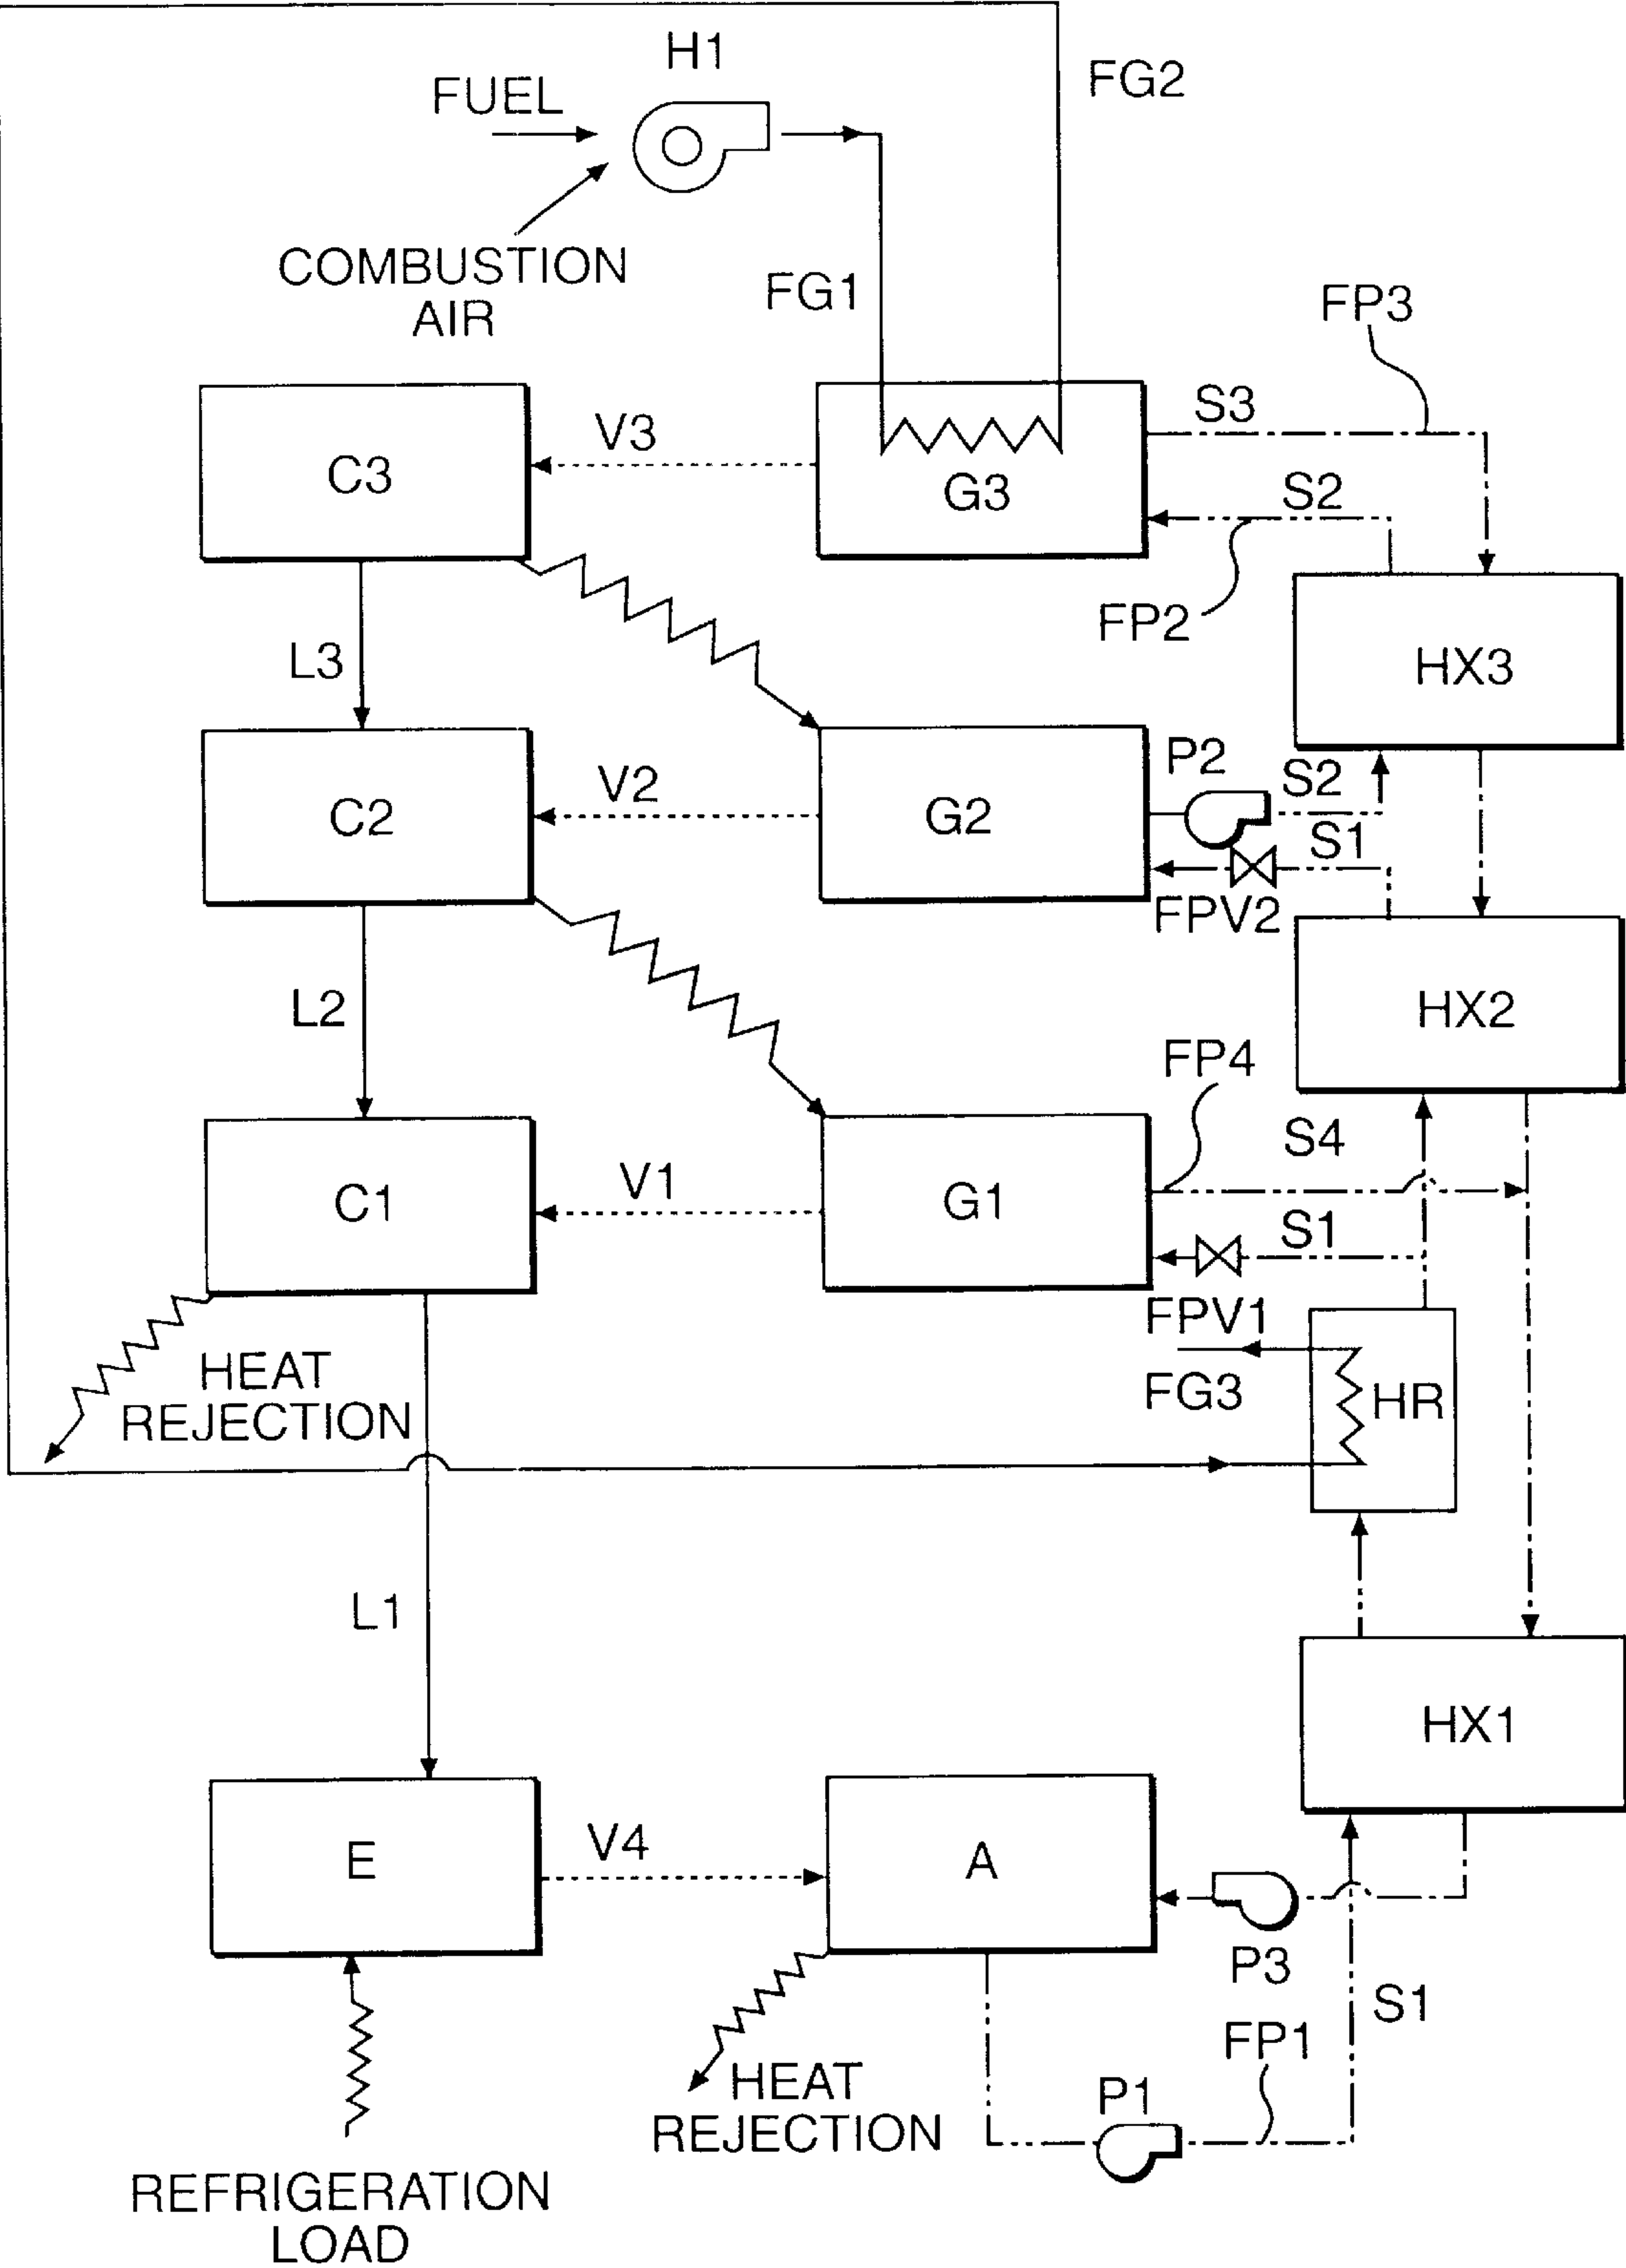 H1
FG2
FUEL
COMBUSTION
AIR
FG1
FP3
S3
V3
C3
G3
S2
FP2
HX3
L3
P2
S2
V2
C2
G2
S1
FPV2
HX2
L2
FP4
S4
V1
C1
G1
S1
FPV1
HEAT
REJECTION
FG3
HR
L1
HX1
V4
E
A
P3
S1
FP1
HEAT
REJECTION
P1
REFRIGERATION
LOAD